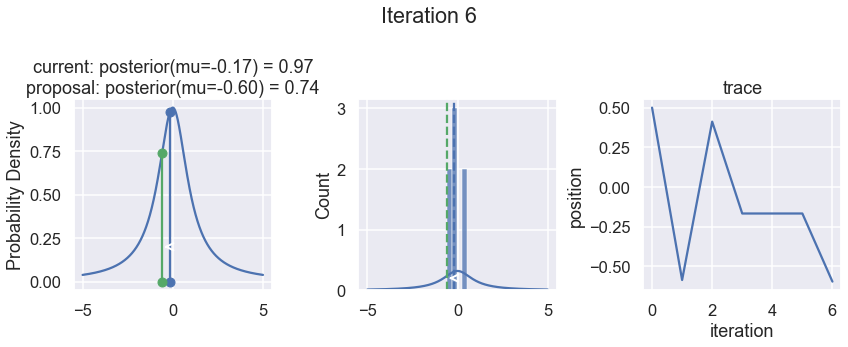 Iteration 6
current: posterior(mu=-0.17) = 0.97
proposal: posterior(mu=-0.60) = 0.74
Probability Density
1.00
0.75
0.50
0.25
0.00
−5 0 5
Count
3
2
1
0
−5 0 5
trace
position
0.50
0.25
0.00
−0.25
−0.50
0 2 4 6
iteration